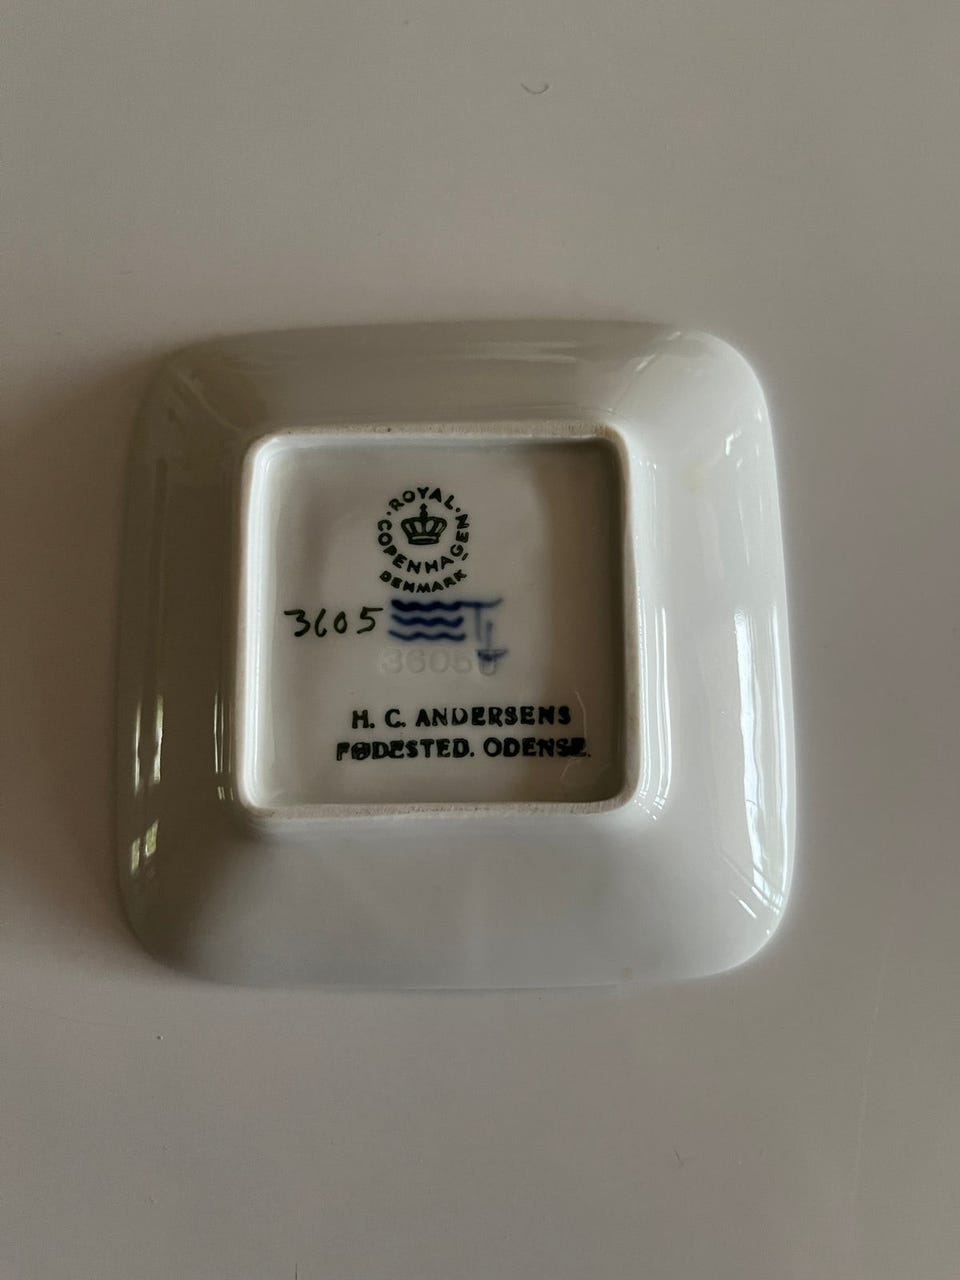 ROYAL
COPENHAGEN
DENMARK
3605
3605
H. C. ANDERSENS
FØDESTED. ODENSE.